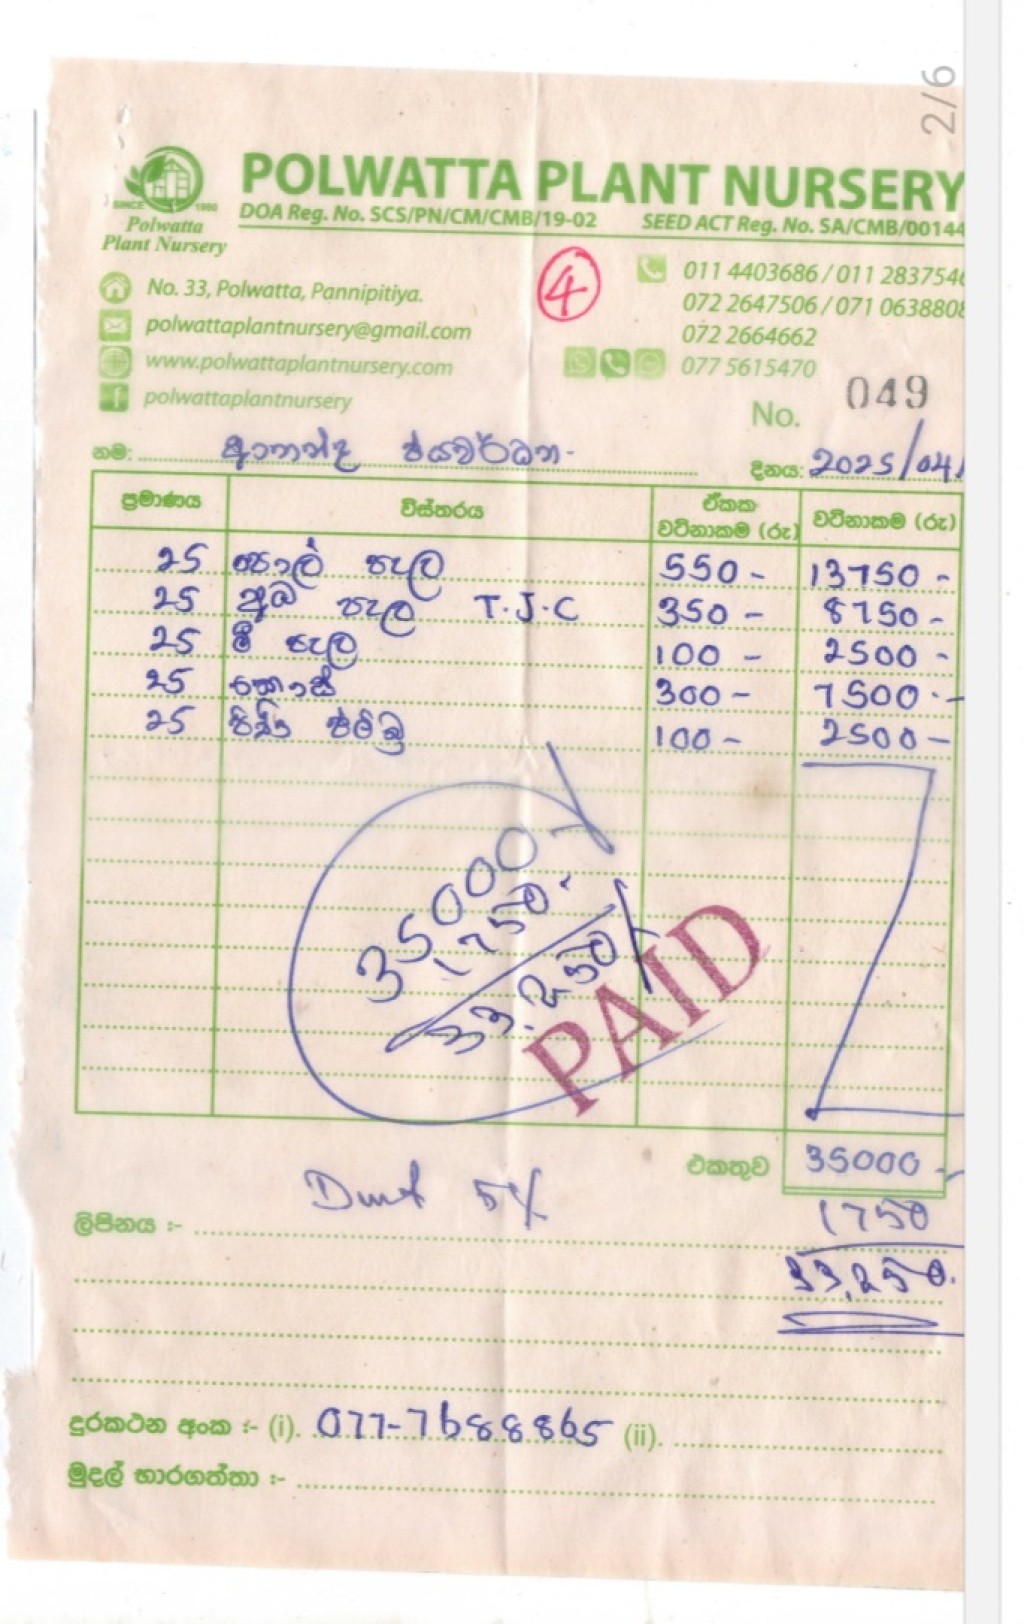 2/6
POLWATTA PLANT NURSERY
SINCE 1990
Polwatta
Plant Nursery
DOA Reg. No. SCS/PN/CM/CMB/19-02 SEED ACT Reg. No. SA/CMB/00144
4
No. 33, Polwatta, Pannipitiya.
polwattaplantnursery@gmail.com
www.polwattaplantnursery.com
polwattaplantnursery
011 4403686 / 011 2837546
072 2647506 / 071 0638808
072 2664662
077 5615470
No. 049
නම: ආනන්ද ජයවර්ධන දිනය: 2025/04/
ප්‍රමාණය විස්තරය ඒකක වටිනාකම (රු) වටිනාකම (රු)
25 පොල් පැල 550 - 13750 -
25 අඹ පැල T.J.C 350 - 8750 -
25 මී පැල 100 - 2500 -
25 කොස් 300 - 7500 -
25 100 - 2500 -
35000
PAID
එකතුව 35000
5%
1750
ලිපිනය :-
33,250.
දුරකථන අංක :- (i). 077-7688865 (ii).
මුදල් භාරගත්තා :-